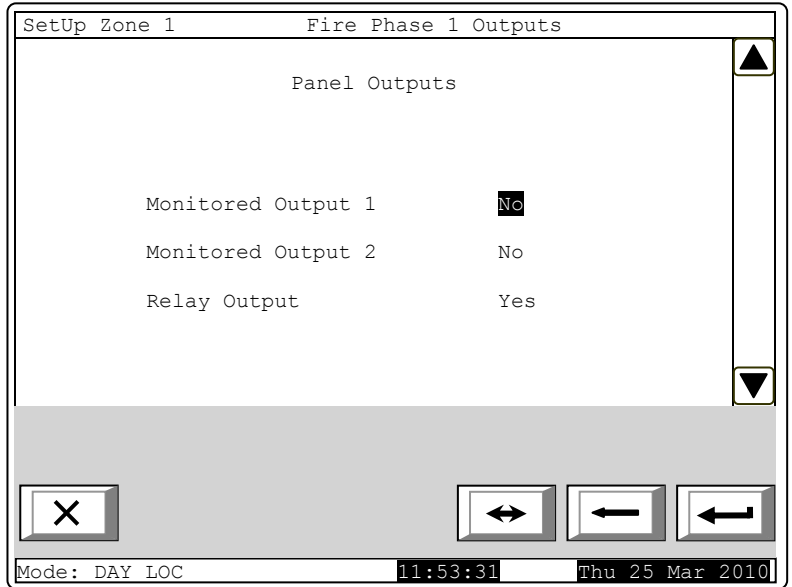 SetUp Zone 1 Fire Phase 1 Outputs
Panel Outputs
Monitored Output 1 No
Monitored Output 2 No
Relay Output Yes
Mode: DAY LOC 11:53:31 Thu 25 Mar 2010